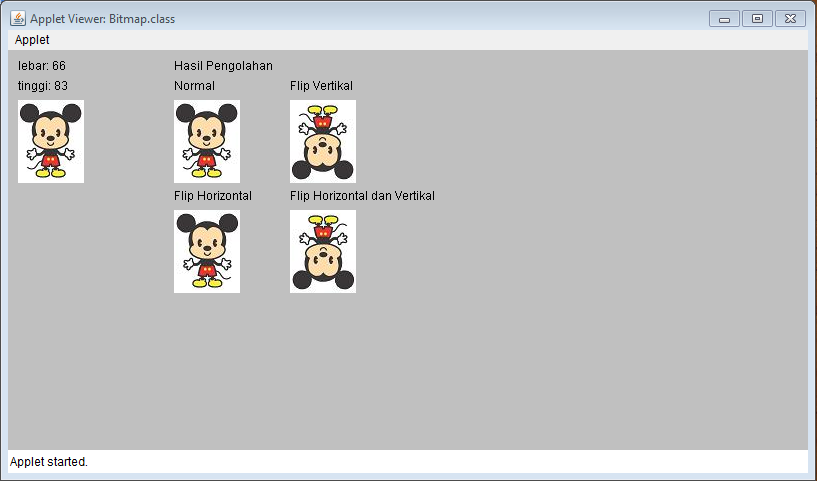 Applet Viewer: Bitmap.class
Applet
lebar: 66
Hasil Pengolahan
tinggi: 83
Normal
Flip Vertikal
Flip Horizontal
Flip Horizontal dan Vertikal
Applet started.